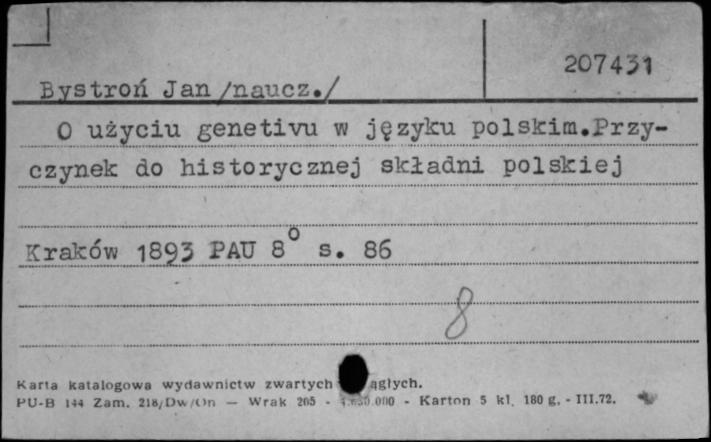 207431
Bystroń Jan /naucz./
O użyciu genetivu w języku polskim.Przy-
czynek do historycznej składni polskiej
Kraków 1893 PAU 8° s. 86
8
Karta katalogowa wydawnictw zwartych ągłych.
PU-B 144 Zam. 218/Dw/On — Wrak 205 - 000 - Karton 5 kl. 180 g. - III.72.